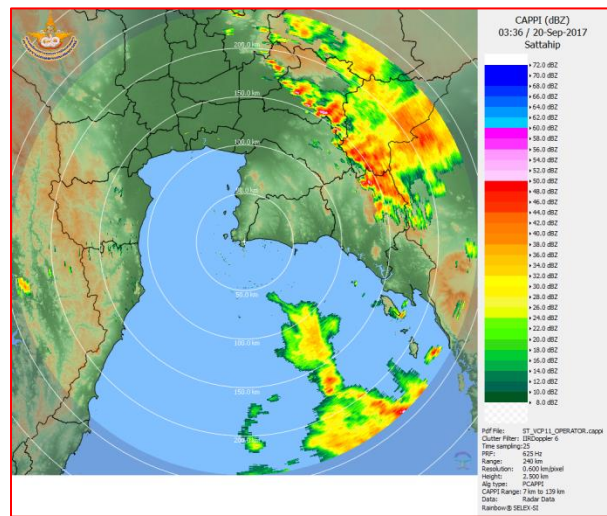 CAPPI (dBZ)
03:36 / 20-Sep-2017
Sattahip
72.0 dBZ
70.0 dBZ
68.0 dBZ
66.0 dBZ
64.0 dBZ
62.0 dBZ
60.0 dBZ
58.0 dBZ
56.0 dBZ
54.0 dBZ
52.0 dBZ
50.0 dBZ
48.0 dBZ
46.0 dBZ
44.0 dBZ
42.0 dBZ
40.0 dBZ
38.0 dBZ
36.0 dBZ
34.0 dBZ
32.0 dBZ
30.0 dBZ
28.0 dBZ
26.0 dBZ
24.0 dBZ
22.0 dBZ
20.0 dBZ
18.0 dBZ
16.0 dBZ
14.0 dBZ
12.0 dBZ
10.0 dBZ
8.0 dBZ
Pdf File: ST_VCP11_OPERATOR.cappi
Clutter Filter: IIRDoppler 6
Time sampling:25
PRF: 625 Hz
Range: 240 km
Resolution: 0.600 km/pixel
Height: 2.500 km
Alg type: PCAPPI
CAPPI Range: 7 km to 139 km
Data: Radar Data
Rainbow® SELEX-SI
200.0 km
150.0 km
100.0 km
50.0 km
50.0 km
100.0 km
150.0 km
200.0 km